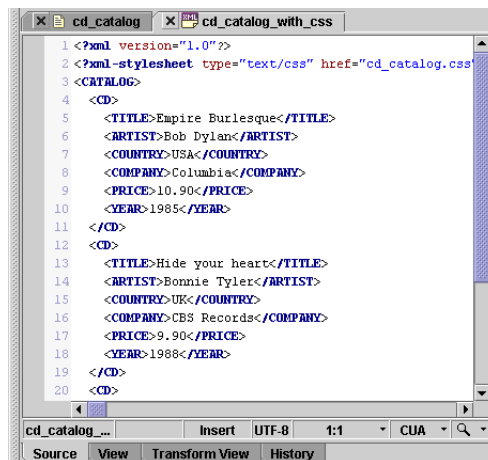 cd_catalog cd_catalog_with_css
1 <?xml version="1.0"?>
2 <?xml-stylesheet type="text/css" href="cd_catalog.css"
3 <CATALOG>
4 <CD>
5 <TITLE>Empire Burlesque</TITLE>
6 <ARTIST>Bob Dylan</ARTIST>
7 <COUNTRY>USA</COUNTRY>
8 <COMPANY>Columbia</COMPANY>
9 <PRICE>10.90</PRICE>
10 <YEAR>1985</YEAR>
11 </CD>
12 <CD>
13 <TITLE>Hide your heart</TITLE>
14 <ARTIST>Bonnie Tyler</ARTIST>
15 <COUNTRY>UK</COUNTRY>
16 <COMPANY>CBS Records</COMPANY>
17 <PRICE>9.90</PRICE>
18 <YEAR>1988</YEAR>
19 </CD>
20 <CD>
cd_catalog_... Insert UTF-8 1:1 CUA
Source View Transform View History